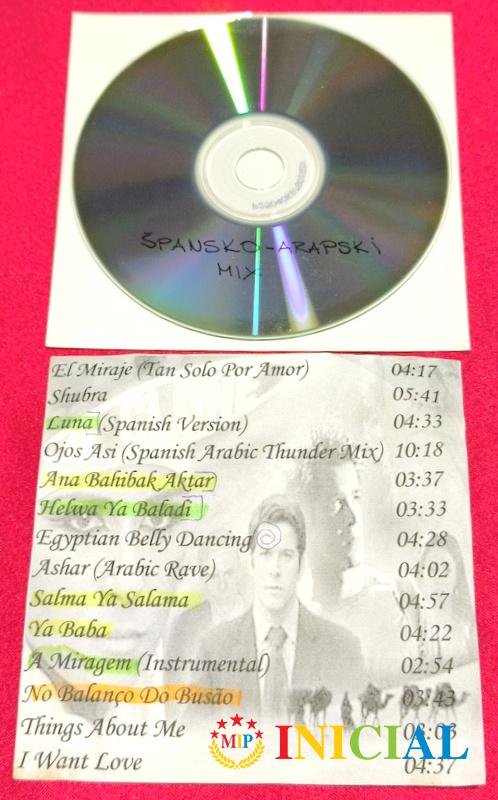 ŠPANSKO-ARAPSKI
MIX
El Miraje (Tan Solo Por Amor) 04:17
Shubra 05:41
Luna (Spanish Version) 04:33
Ojos Asi (Spanish Arabic Thunder Mix) 10:18
Ana Bahibak Aktar 03:37
Helwa Ya Baladi 03:33
Egyptian Belly Dancing 04:28
Ashar (Arabic Rave) 04:02
Salma Ya Salama 04:57
Ya Baba 04:22
A Miragem (Instrumental) 02:54
No Balanço Do Busão 03:43
Things About Me
I Want Love 04:37
MIP INICIAL